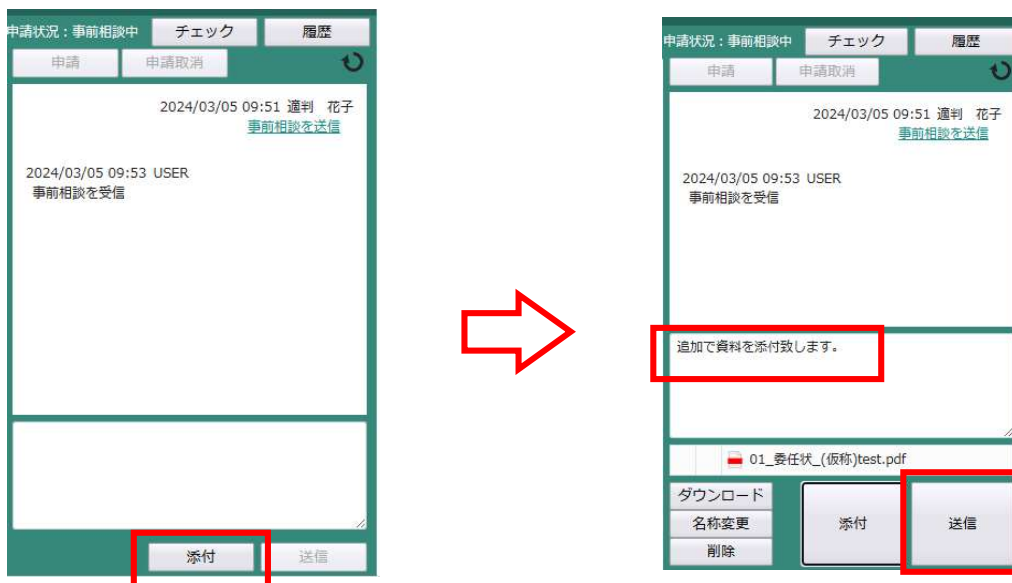 申請状況：事前相談中 チェック 履歴
申請 申請取消
2024/03/05 09:51 適判 花子
事前相談を送信
2024/03/05 09:53 USER
事前相談を受信
添付 送信
申請状況：事前相談中 チェック 履歴
申請 申請取消
2024/03/05 09:51 適判 花子
事前相談を送信
2024/03/05 09:53 USER
事前相談を受信
追加で資料を添付致します。
01_委任状_(仮称)test.pdf
ダウンロード
名称変更
削除
添付 送信